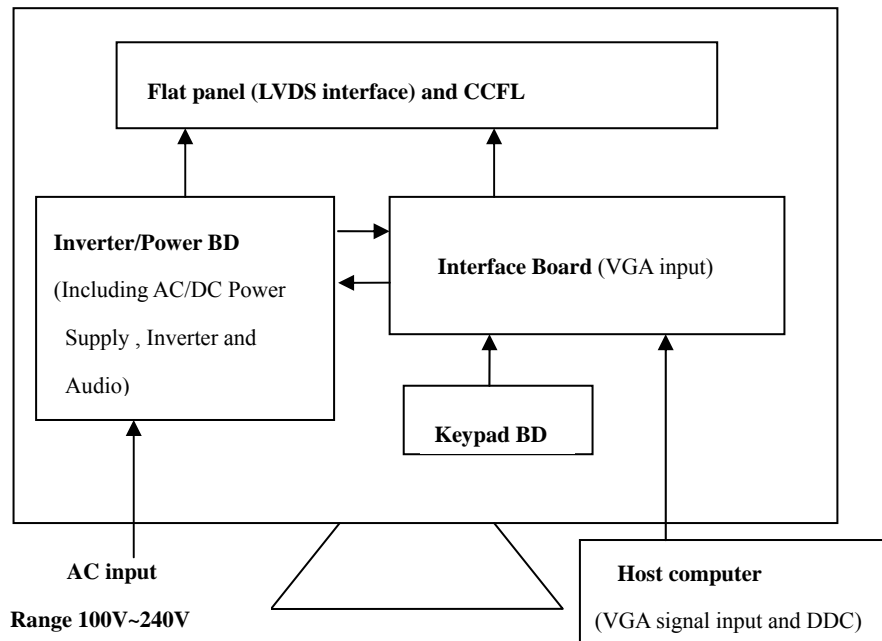 Flat panel (LVDS interface) and CCFL
Inverter/Power BD
(Including AC/DC Power
Supply , Inverter and
Audio)
Interface Board (VGA input)
Keypad BD
AC input
Range 100V~240V
Host computer
(VGA signal input and DDC)